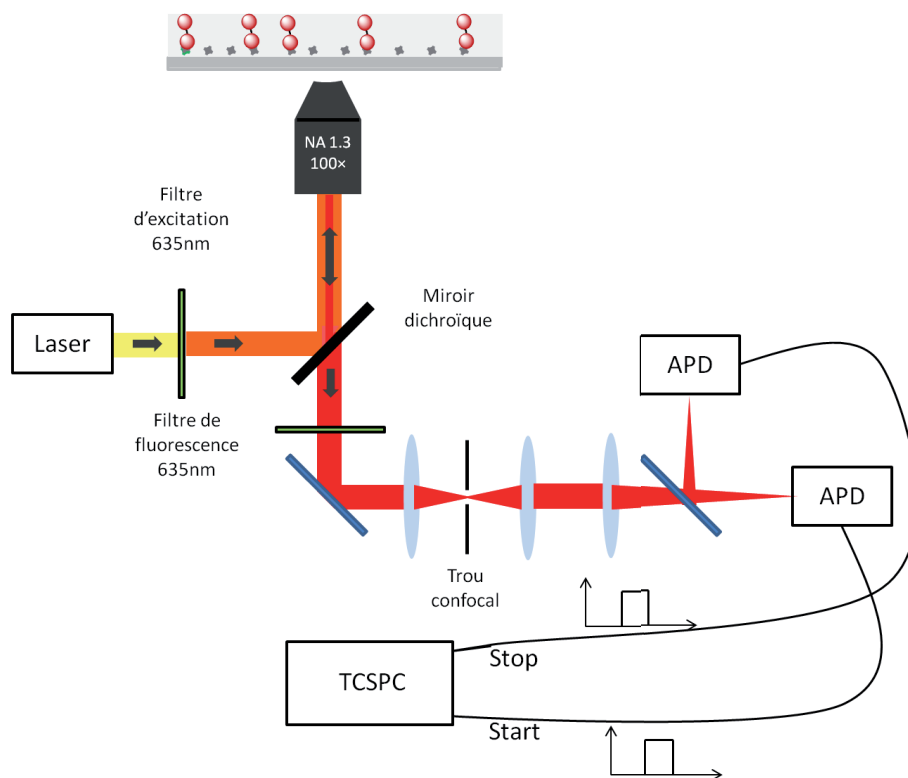 NA 1.3
100×
Filtre
d'excitation
635nm
Miroir
dichroïque
Laser
APD
Filtre de
fluorescence
635nm
APD
Trou
confocal
Stop
TCSPC
Start